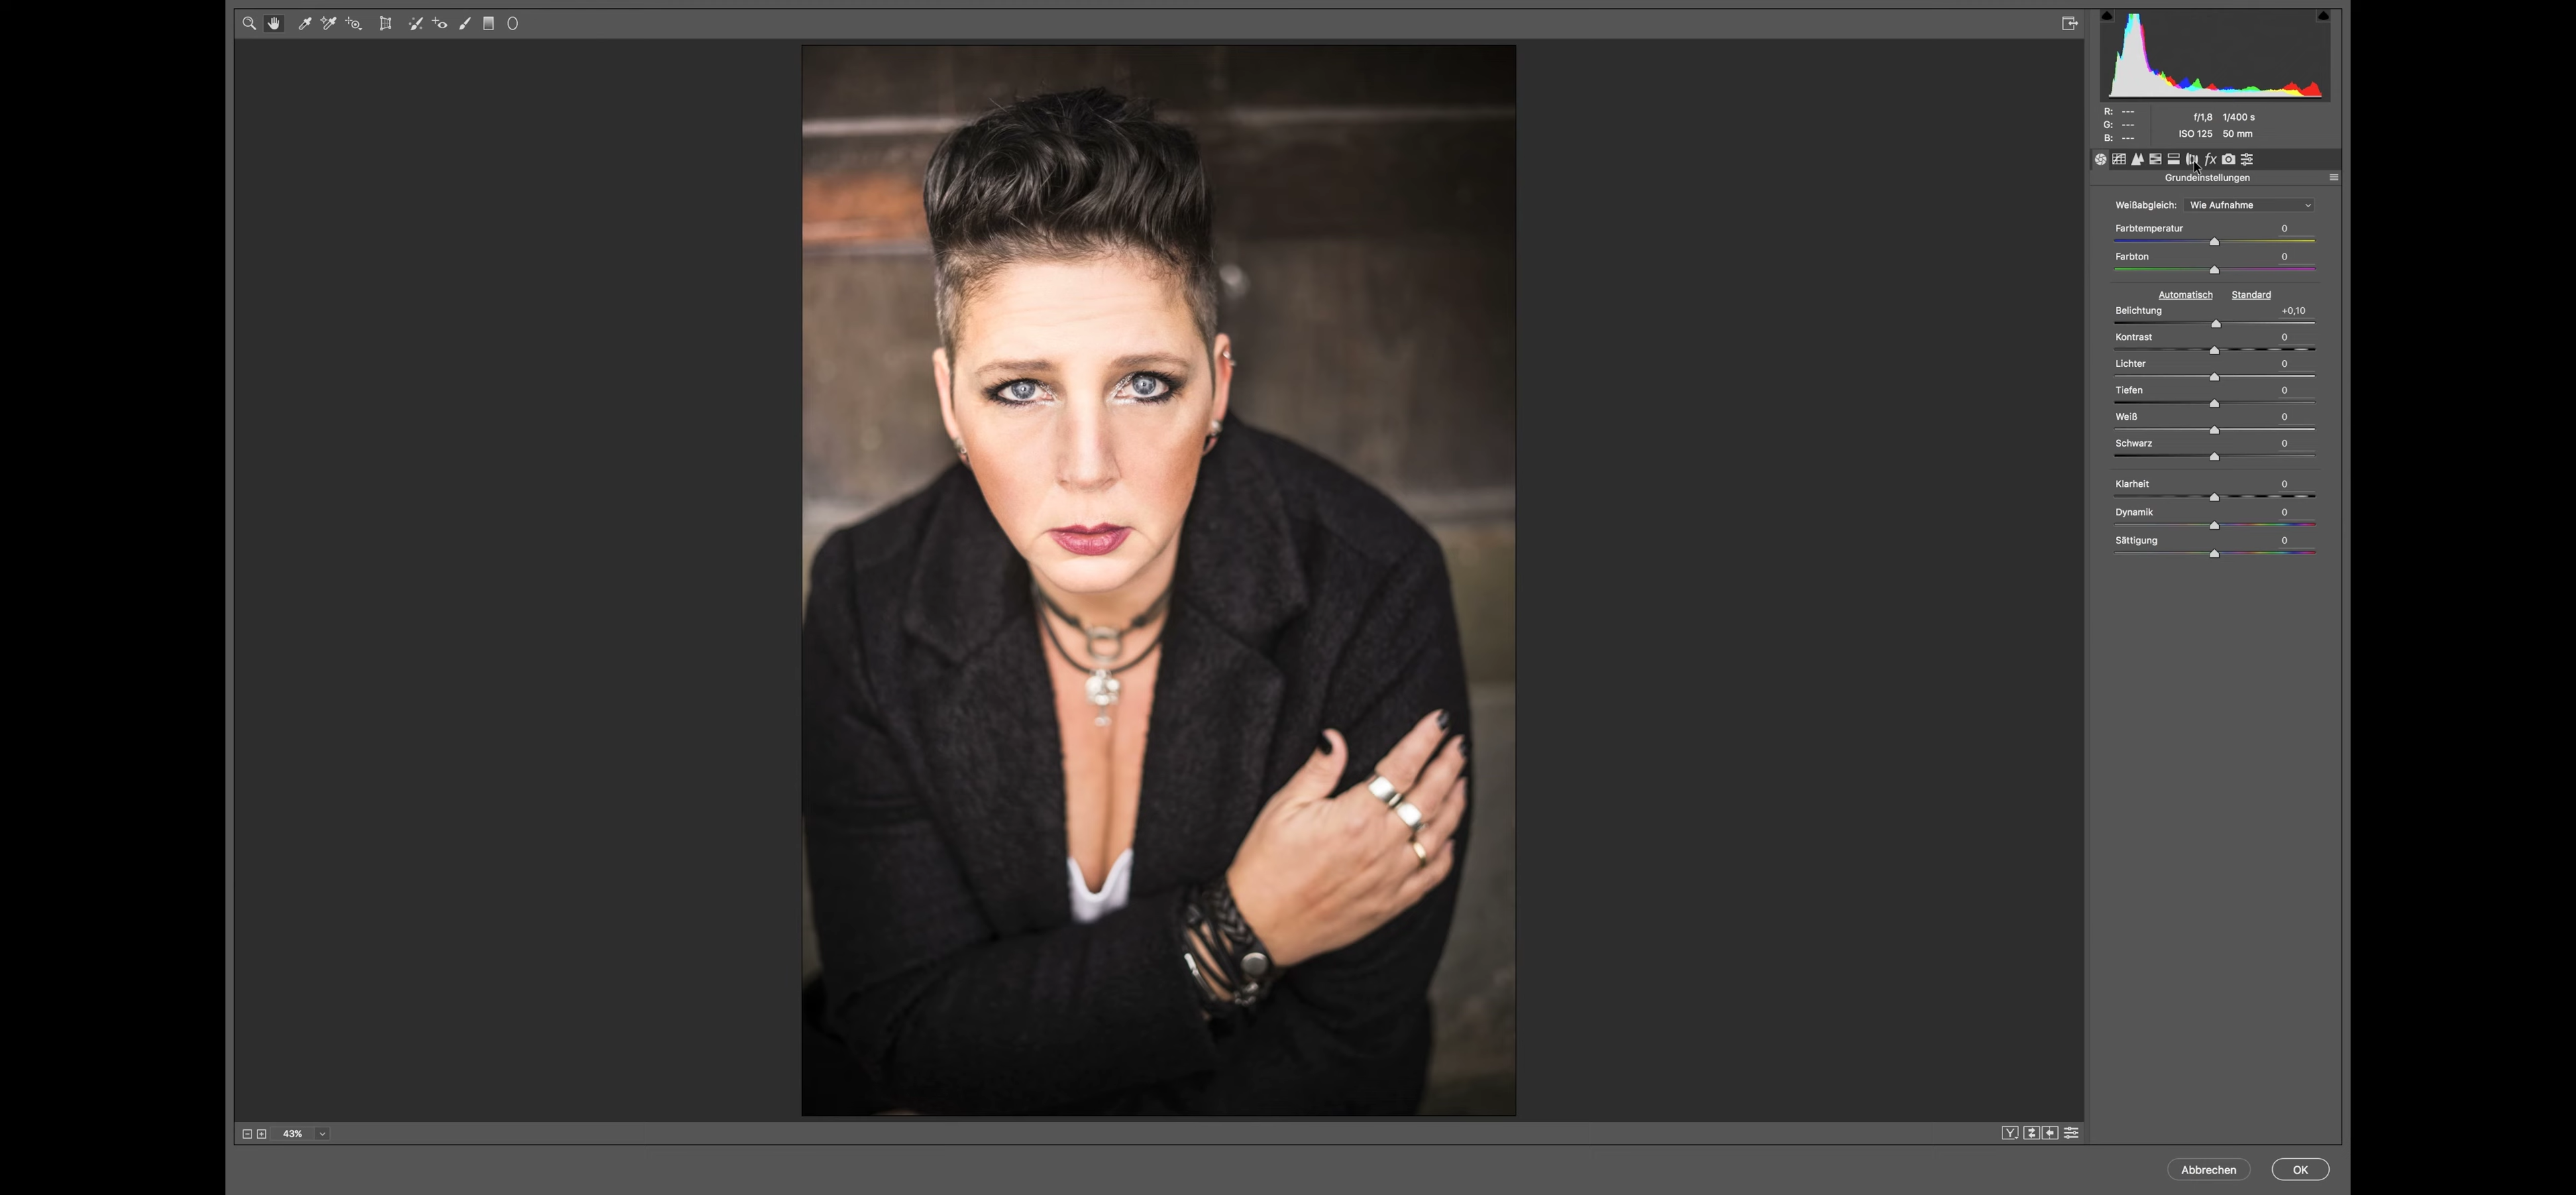 R: ---
G: ---
B: ---
f/1,8 1/400 s
ISO 125 50 mm
fx
Grundeinstellungen
Weißabgleich: Wie Aufnahme
Farbtemperatur 0
Farbton 0
Automatisch Standard
Belichtung +0,10
Kontrast 0
Lichter 0
Tiefen 0
Weiß 0
Schwarz 0
Klarheit 0
Dynamik 0
Sättigung 0
43%
Y
Abbrechen OK